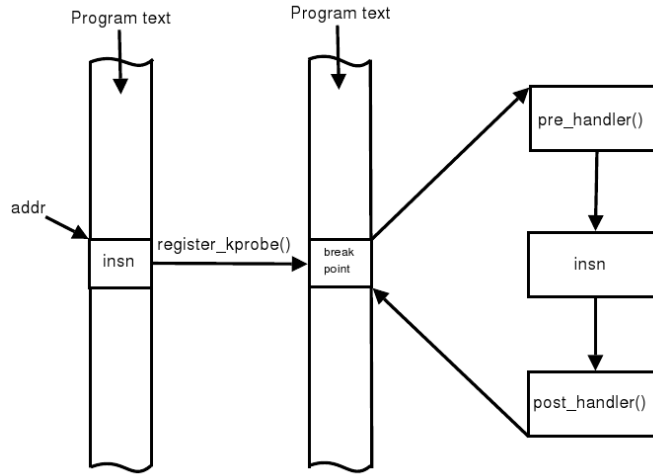 Program text
Program text
pre_handler()
addr
register_kprobe()
insn
break
point
insn
post_handler()